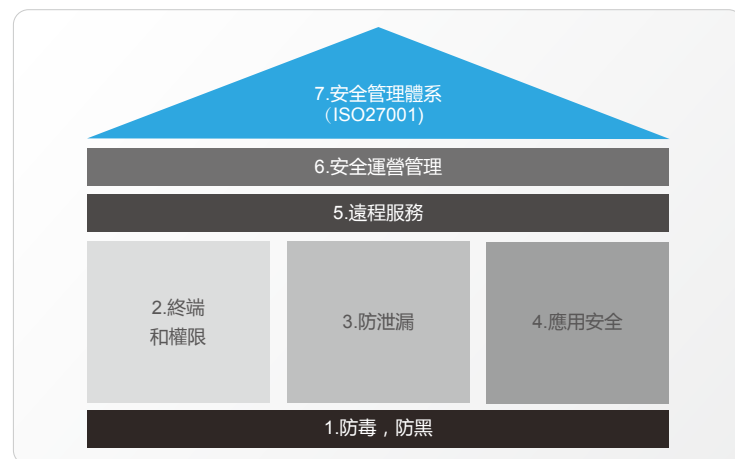 7.安全管理體系
（ISO27001)
6.安全運營管理
5.遠程服務
2.終端
和權限
3.防泄漏
4.應用安全
1.防毒，防黑